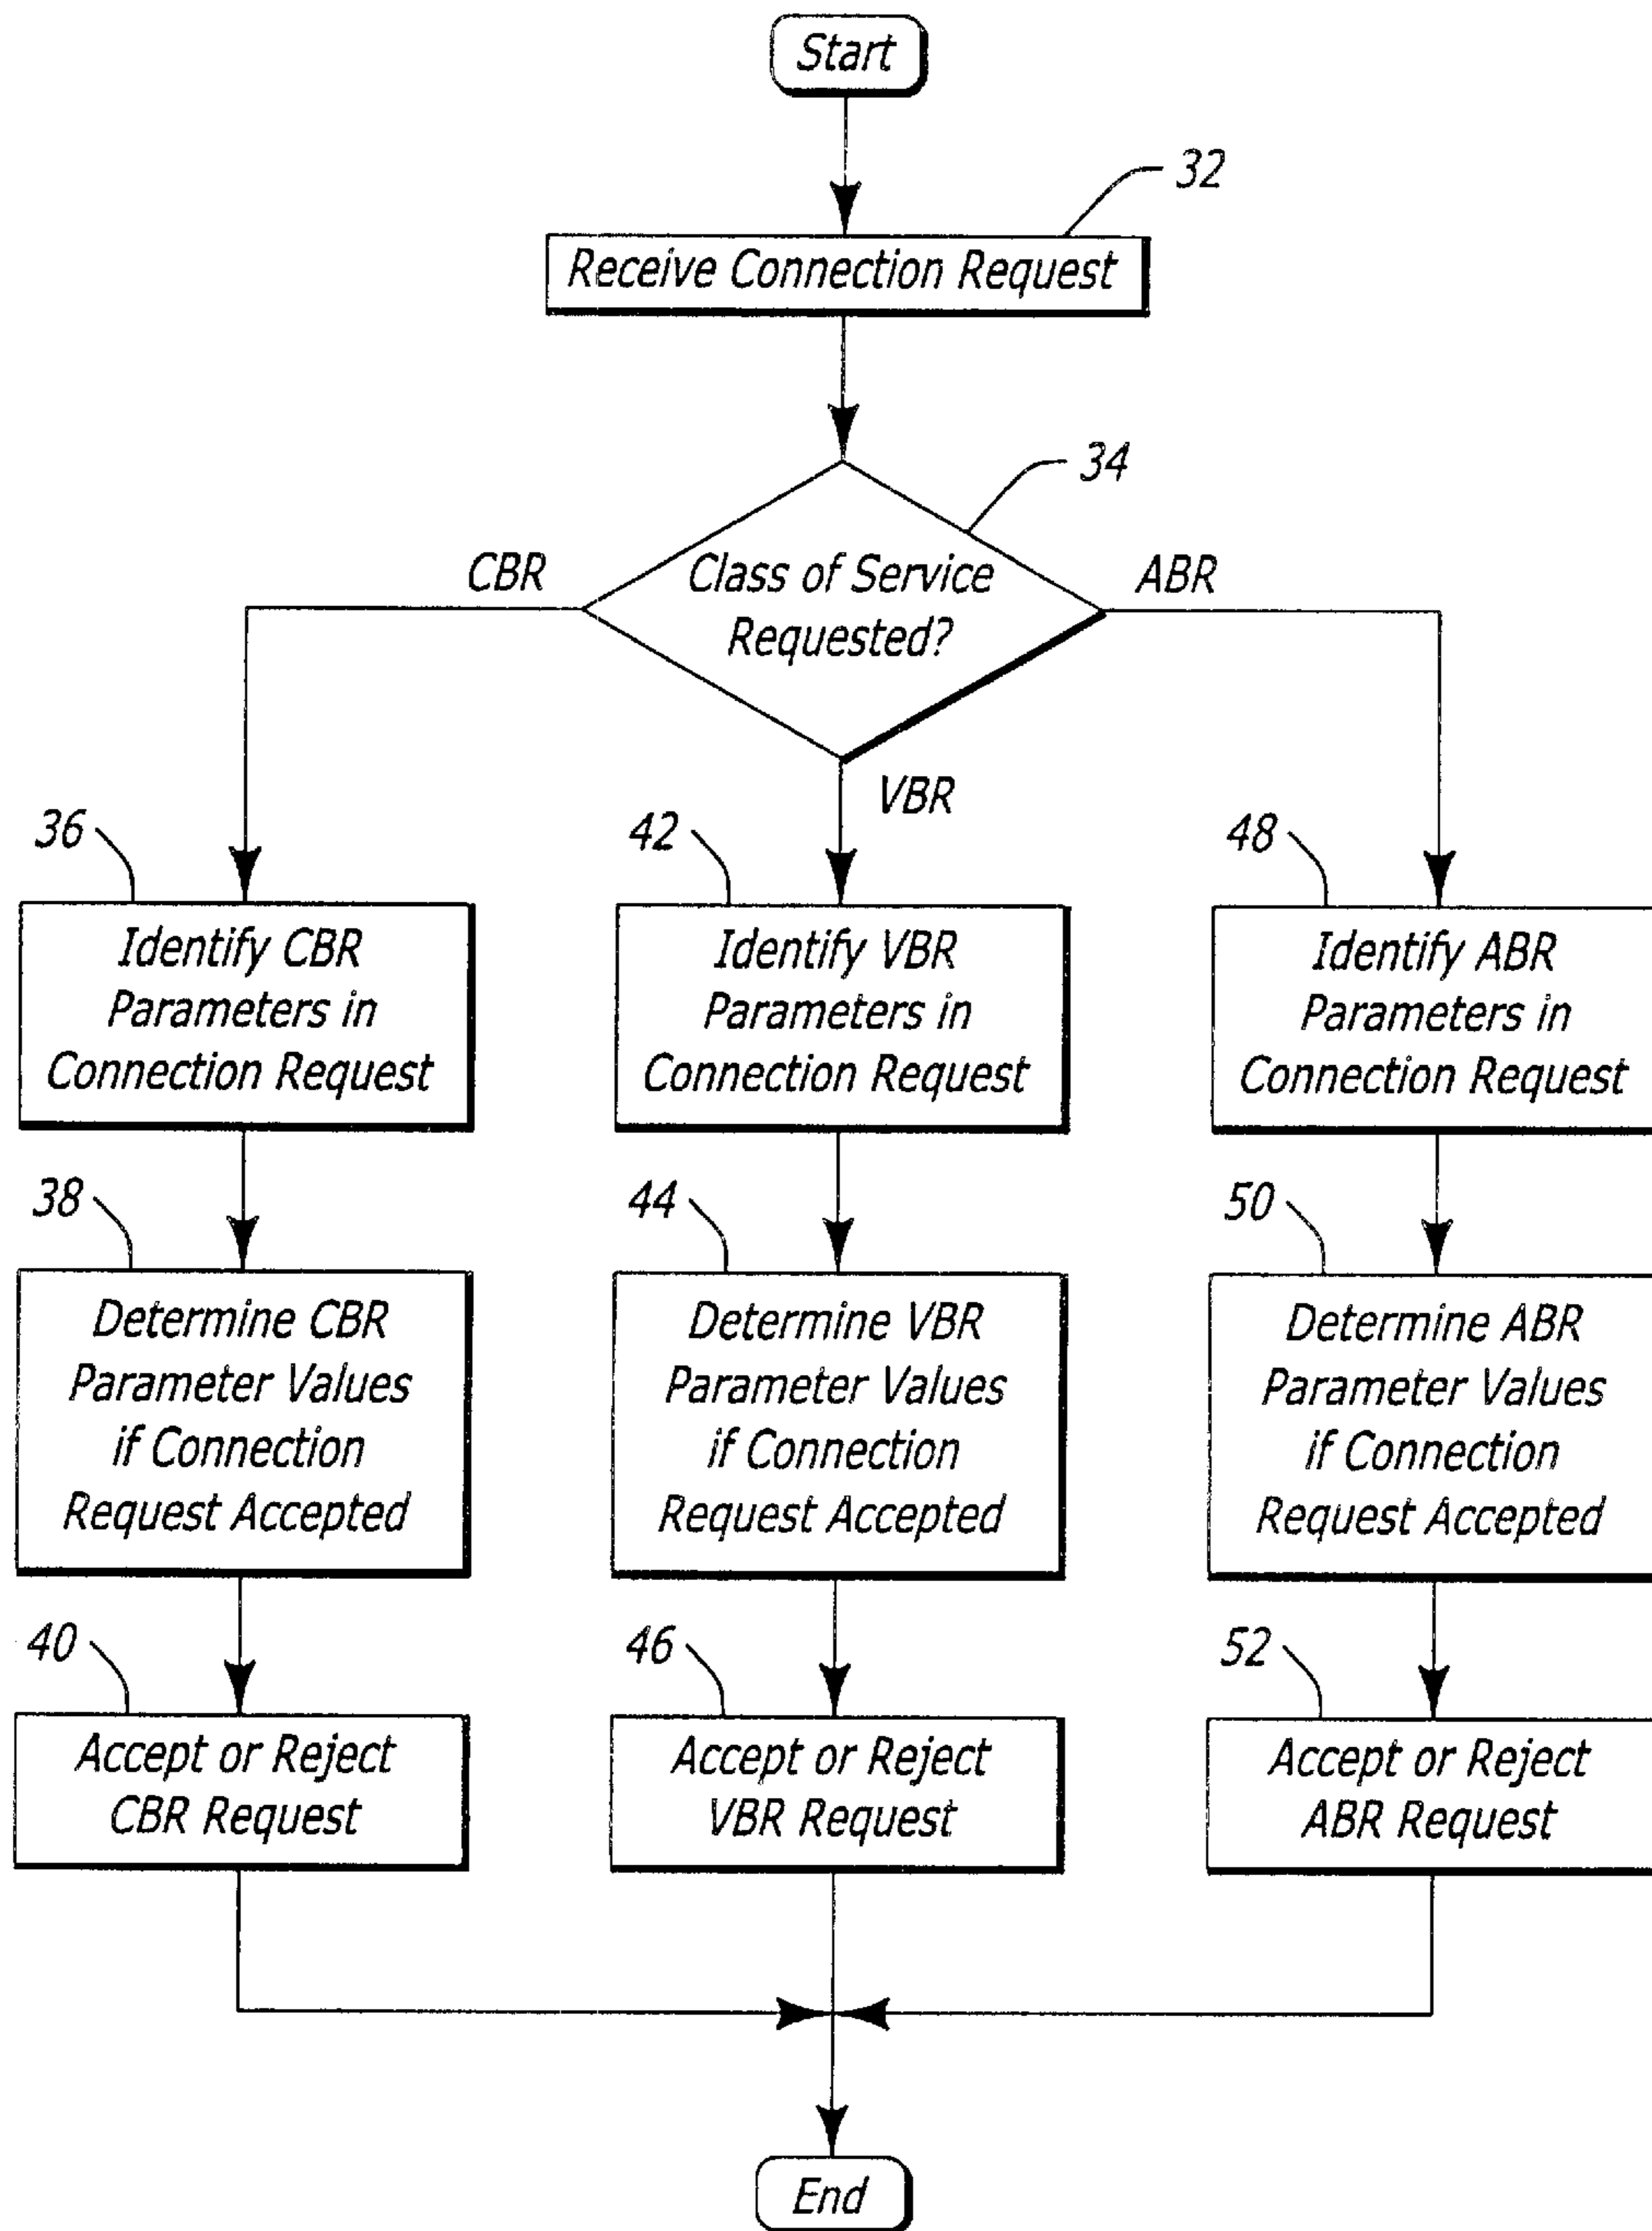 Start
32
Receive Connection Request
34
Class of Service
Requested?
CBR
ABR
VBR
36
Identify CBR
Parameters in
Connection Request
42
Identify VBR
Parameters in
Connection Request
48
Identify ABR
Parameters in
Connection Request
38
Determine CBR
Parameter Values
if Connection
Request Accepted
44
Determine VBR
Parameter Values
if Connection
Request Accepted
50
Determine ABR
Parameter Values
if Connection
Request Accepted
40
Accept or Reject
CBR Request
46
Accept or Reject
VBR Request
52
Accept or Reject
ABR Request
End